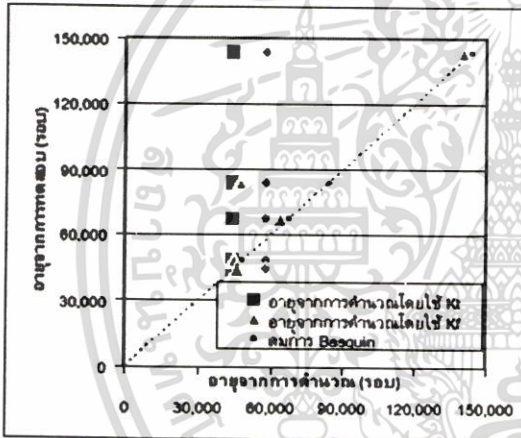 150,000
120,000
90,000
60,000
30,000
0
อายุจากการทดสอบ (รอบ)
อายุจากการคำนวณโดยใช้ Kt
อายุจากการคำนวณโดยใช้ Kf
สมการ Basquin
อายุจากการคำนวณ (รอบ)
0 30,000 60,000 90,000 120,000 150,000